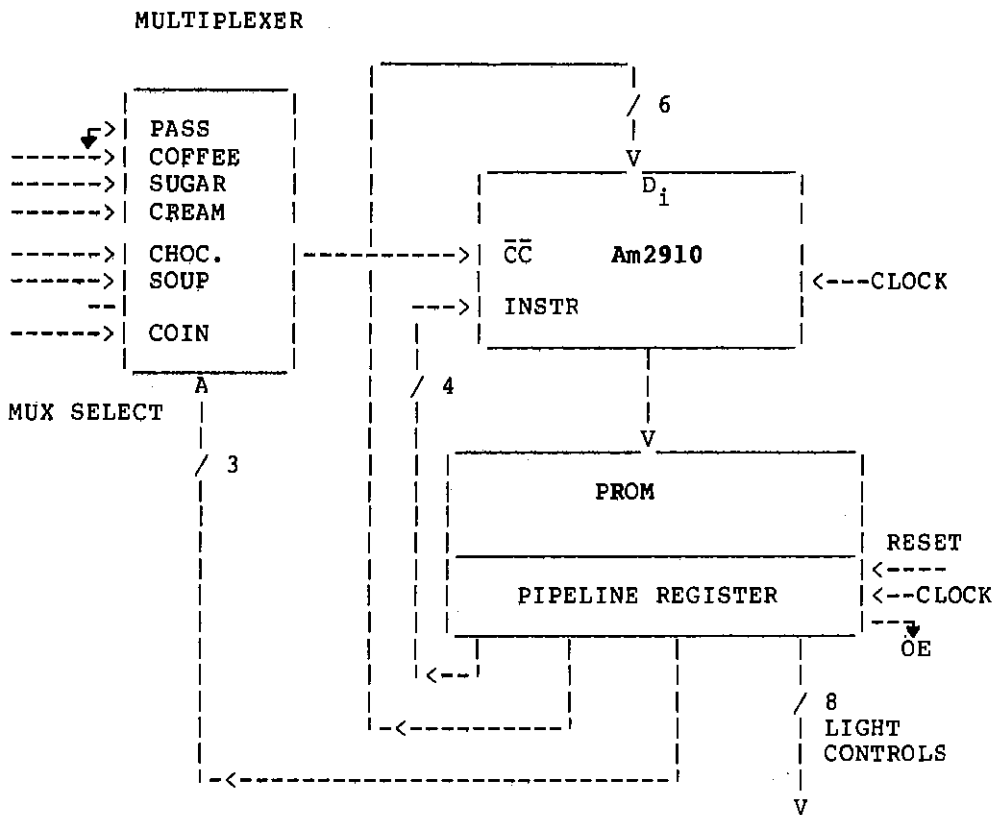 MULTIPLEXER
/ 6
PASS
COFFEE
SUGAR
CREAM
CHOC.
SOUP
COIN
V
Di
C̅C̅ Am2910
INSTR
CLOCK
A
MUX SELECT
/ 4
/ 3
V
PROM
RESET
PIPELINE REGISTER
CLOCK
OE
/ 8
LIGHT
CONTROLS
V